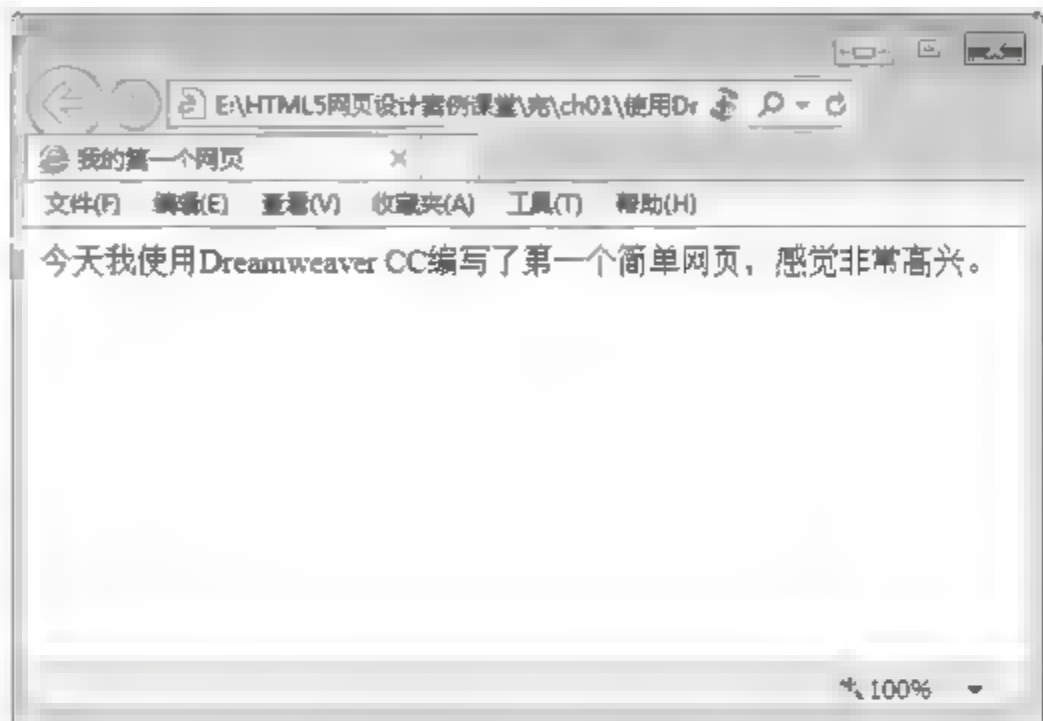 E:\HTML5网页设计案例课堂\光\ch01\使用Dr
我的第一个网页
文件(F) 编辑(E) 查看(V) 收藏夹(A) 工具(T) 帮助(H)
今天我使用Dreamweaver CC编写了第一个简单网页，感觉非常高兴。
100%